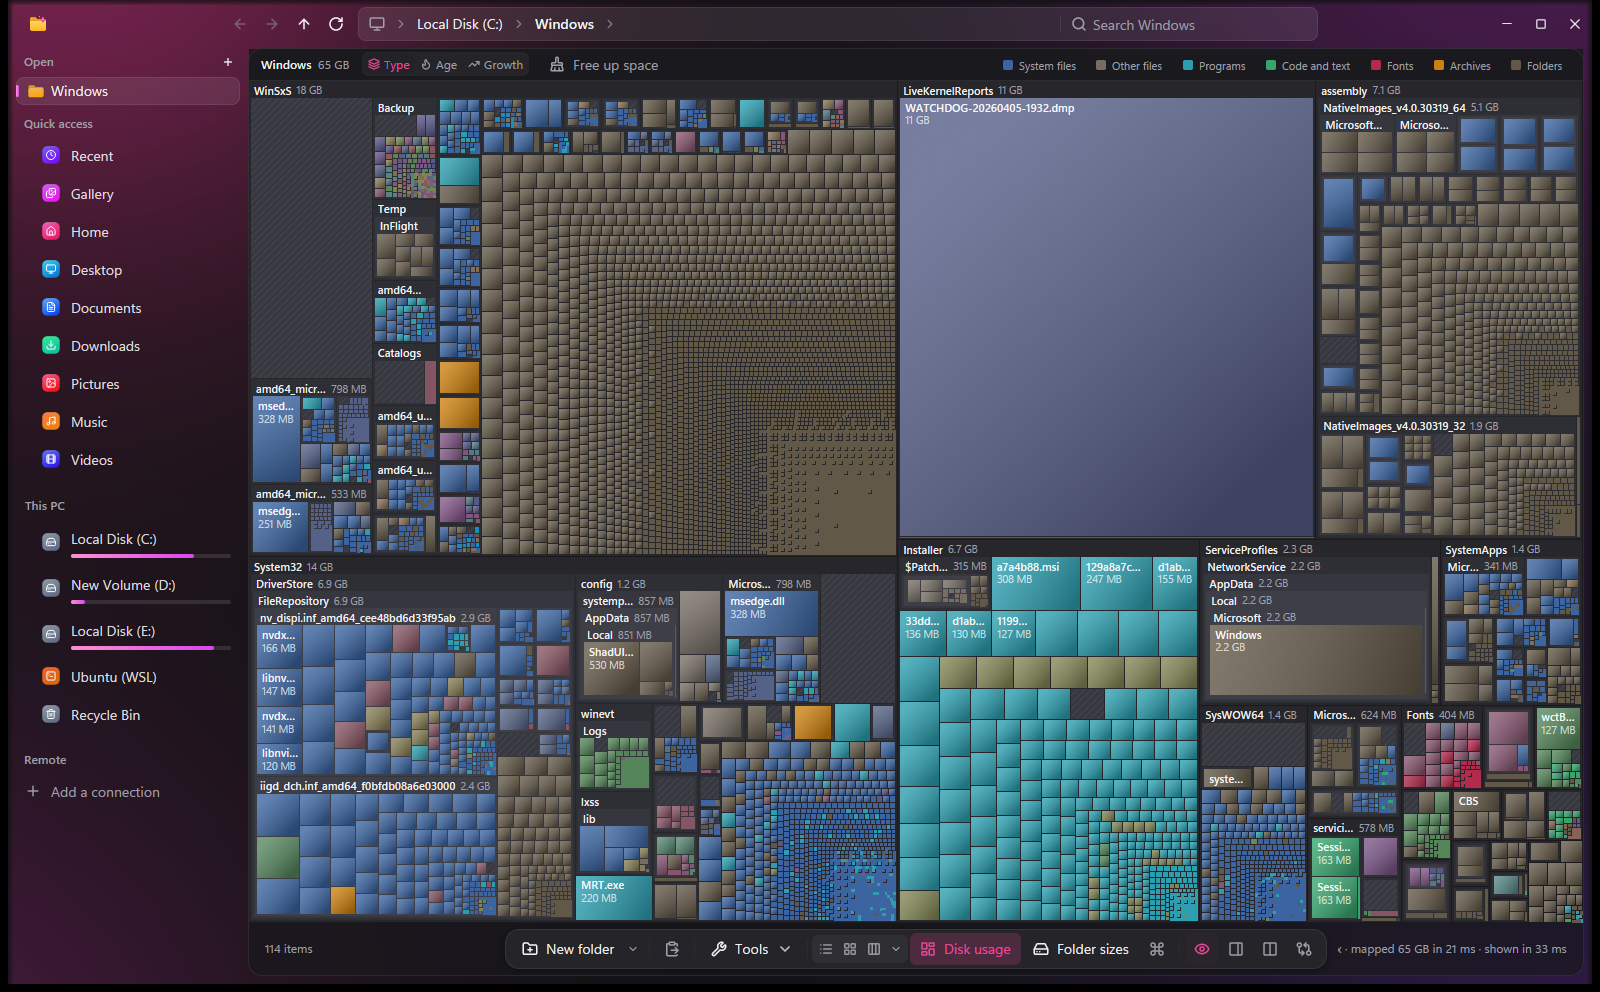 Local Disk (C:)
Windows
Search Windows
Open
Windows
Quick access
Recent
Gallery
Home
Desktop
Documents
Downloads
Pictures
Music
Videos
This PC
Local Disk (C:)
New Volume (D:)
Local Disk (E:)
Ubuntu (WSL)
Recycle Bin
Remote
Add a connection
Windows 65 GB
Type
Age
Growth
Free up space
System files
Other files
Programs
Code and text
Fonts
Archives
Folders
WinSxS 18 GB
Backup
Temp
InFlight
amd64...
Catalogs
amd64_micr... 798 MB
msed...
328 MB
amd64_u...
amd64_u...
amd64_micr... 533 MB
msedg...
251 MB
LiveKernelReports 11 GB
WATCHDOG-20260405-1932.dmp
11 GB
assembly 7.1 GB
NativeImages_v4.0.30319_64 5.1 GB
Microsoft...
Microso...
NativeImages_v4.0.30319_32 1.9 GB
System32 14 GB
DriverStore 6.9 GB
FileRepository 6.9 GB
nv_dispi.inf_amd64_cee48bd6d33f95ab 2.9 GB
nvdx...
166 MB
libnv...
147 MB
nvdx...
141 MB
libnvi...
120 MB
iigd_dch.inf_amd64_f0bfdb08a6e03000 2.4 GB
config 1.2 GB
systemp... 857 MB
AppData 857 MB
Local 851 MB
ShadUI...
530 MB
Micros... 798 MB
msedge.dll
328 MB
winevt
Logs
lxss
lib
MRT.exe
220 MB
Installer 6.7 GB
$Patch... 315 MB
a7a4b88.msi
308 MB
129a8a7c...
247 MB
d1ab...
155 MB
33dd...
136 MB
d1ab...
130 MB
1199...
127 MB
ServiceProfiles 2.3 GB
NetworkService 2.2 GB
AppData 2.2 GB
Local 2.2 GB
Microsoft 2.2 GB
Windows
2.2 GB
SystemApps 1.4 GB
Micr... 341 MB
SysWOW64 1.4 GB
syste...
Micros... 624 MB
Fonts 404 MB
wctB...
127 MB
CBS
servici... 578 MB
Sessi...
163 MB
Sessi...
163 MB
114 items
New folder
Tools
Disk usage
Folder sizes
· mapped 65 GB in 21 ms · shown in 33 ms